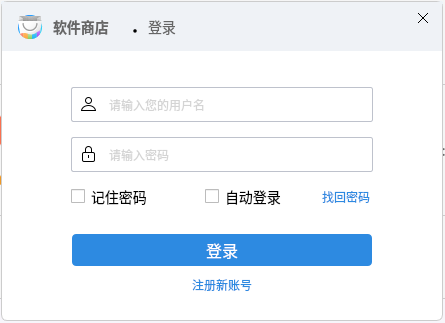 软件商店 • 登录
请输入您的用户名
请输入密码
记住密码 自动登录 找回密码
登录
注册新账号